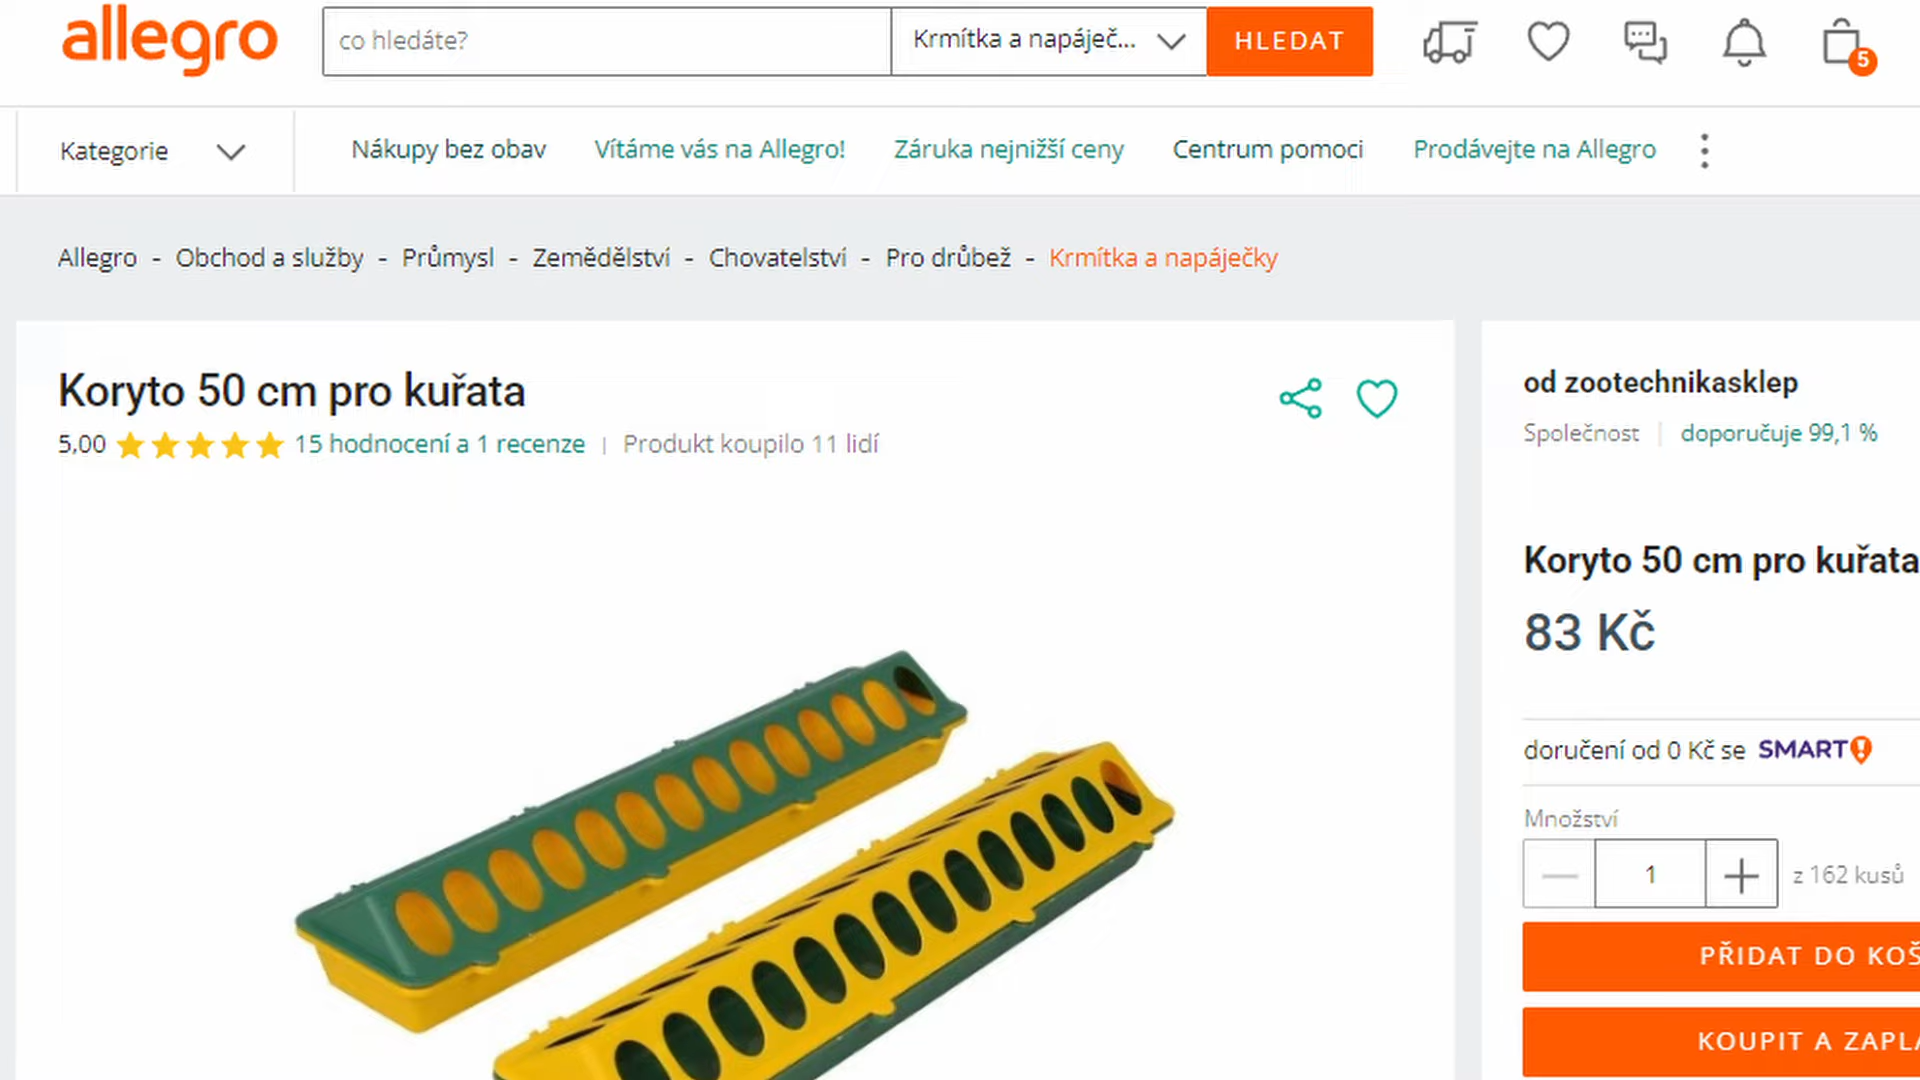 allegro
co hledáte?
Krmítka a napáječ...
HLEDAT
5
Kategorie
Nákupy bez obav
Vítáme vás na Allegro!
Záruka nejnižší ceny
Centrum pomoci
Prodávejte na Allegro
Allegro - Obchod a služby - Průmysl - Zemědělství - Chovatelství - Pro drůbež - Krmítka a napáječky
Koryto 50 cm pro kuřata
5,00 15 hodnocení a 1 recenze | Produkt koupilo 11 lidí
od zootechnikasklep
Společnost | doporučuje 99,1 %
Koryto 50 cm pro kuřata
83 Kč
doručení od 0 Kč se SMART!
Množství
1
z 162 kusů
PŘIDAT DO KOŠ
KOUPIT A ZAPLA